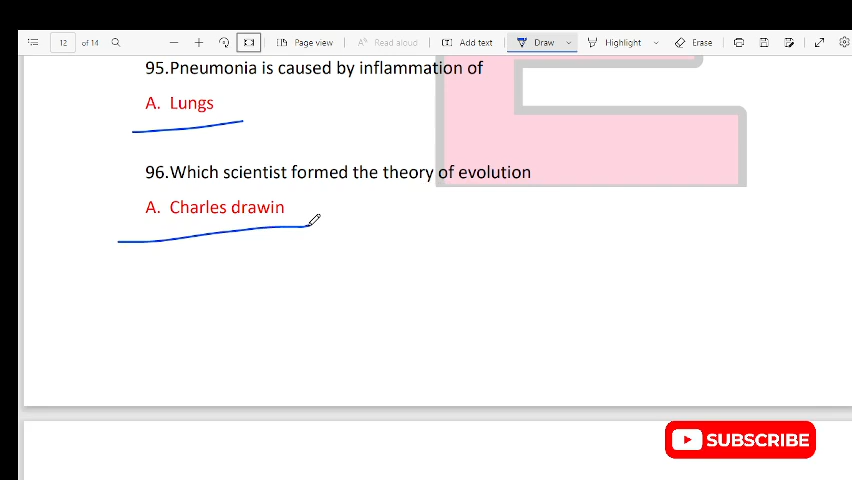 12 of 14 Page view Read aloud Add text Draw Highlight Erase
95.Pneumonia is caused by inflammation of
A. Lungs
96.Which scientist formed the theory of evolution
A. Charles drawin
SUBSCRIBE